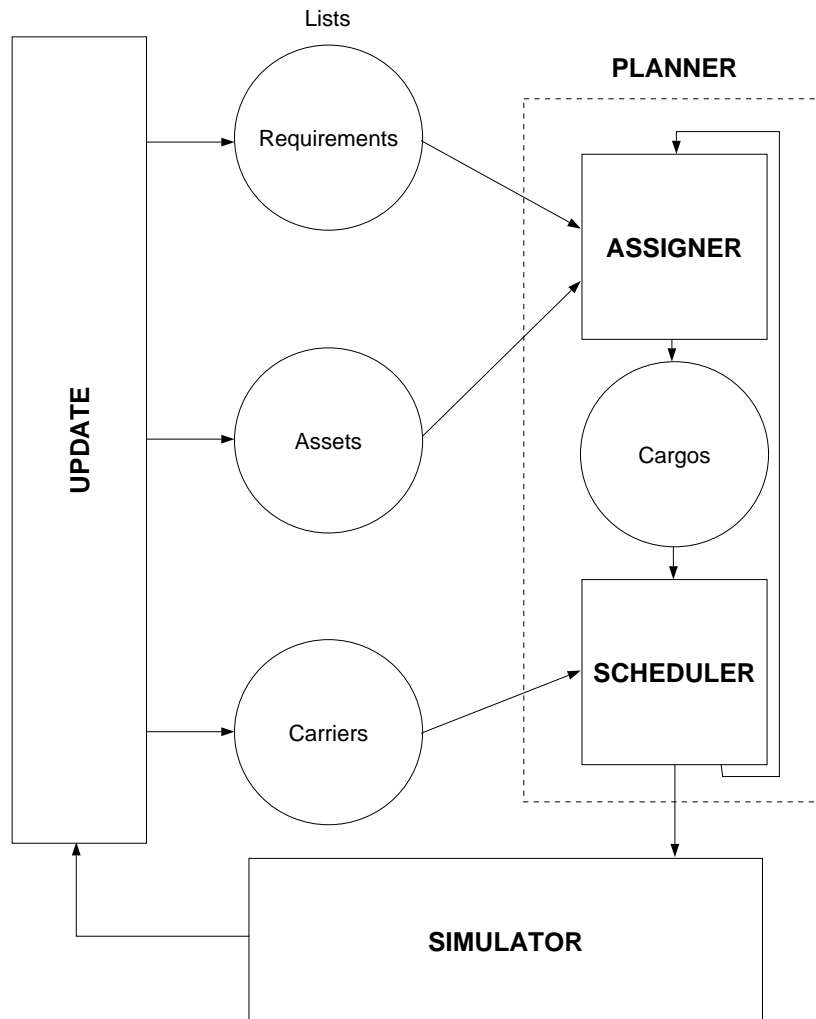 Lists
PLANNER
Requirements
ASSIGNER
UPDATE
Assets
Cargos
SCHEDULER
Carriers
SIMULATOR